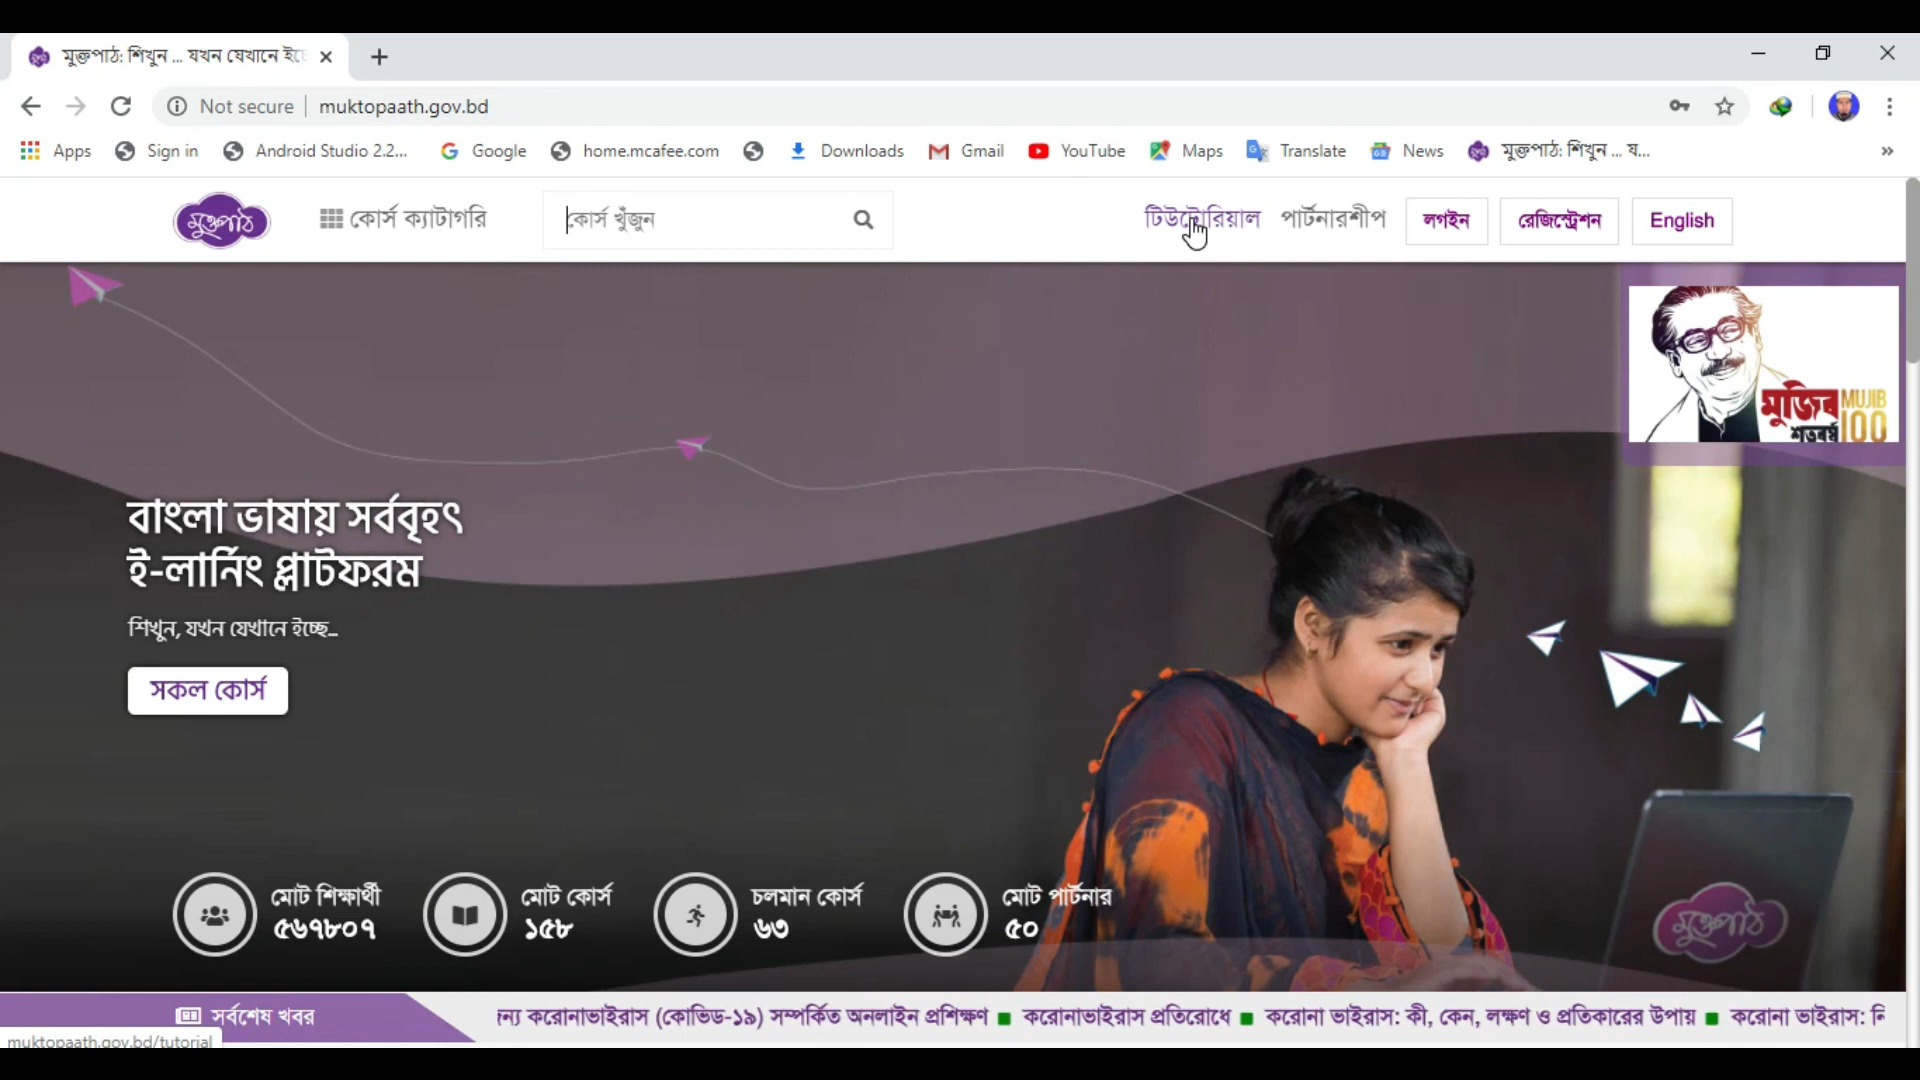 মুক্তপাঠ: শিখুন ... যখন যেখানে ইচ্ছে
Not secure muktopaath.gov.bd
Apps Sign in Android Studio 2.2... Google home.mcafee.com Downloads Gmail YouTube Maps Translate News মুক্তপাঠ: শিখুন ... য... »
মুক্তপাঠ কোর্স ক্যাটাগরি কোর্স খুঁজুন টিউটোরিয়াল পার্টনারশীপ লগইন রেজিস্ট্রেশন English
মুজিব MUJIB
শতবর্ষ 100
বাংলা ভাষায় সর্ববৃহৎ
ই-লার্নিং প্লাটফরম
শিখুন, যখন যেখানে ইচ্ছে...
সকল কোর্স
মোট শিক্ষার্থী মোট কোর্স চলমান কোর্স মোট পার্টনার
৫৬৭৮০৭ ১৫৮ ৬৩ ৫০
মুক্তপাঠ
সর্বশেষ খবর ন্য করোনাভাইরাস (কোভিড-১৯) সম্পর্কিত অনলাইন প্রশিক্ষণ করোনাভাইরাস প্রতিরোধে করোনা ভাইরাস: কী, কেন, লক্ষণ ও প্রতিকারের উপায় করোনা ভাইরাস:
muktopaath.gov.bd/tutorial